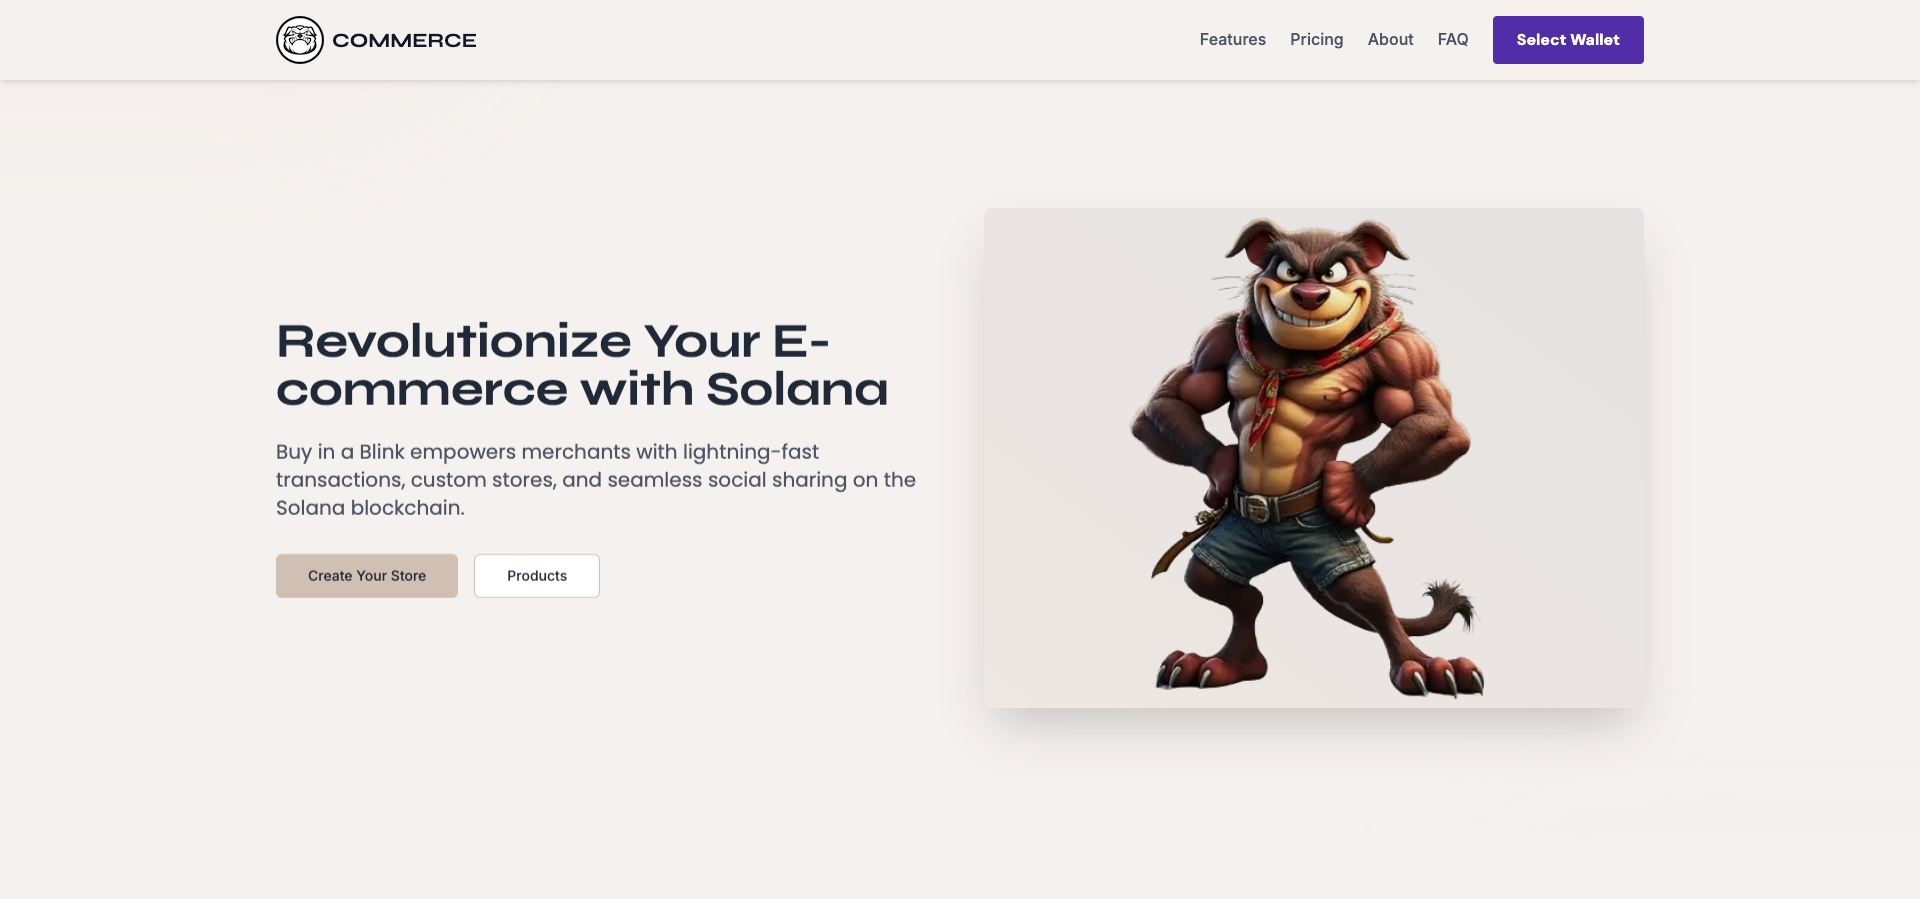 COMMERCE
Features
Pricing
About
FAQ
Select Wallet
Revolutionize Your E-
commerce with Solana
Buy in a Blink empowers merchants with lightning-fast
transactions, custom stores, and seamless social sharing on the
Solana blockchain.
Create Your Store
Products